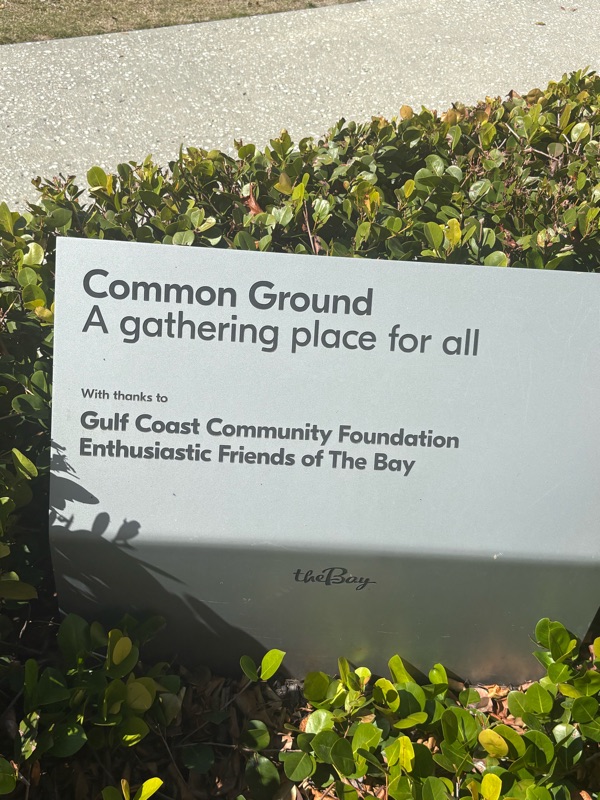 Common Ground
A gathering place for all
With thanks to
Gulf Coast Community Foundation
Enthusiastic Friends of The Bay
theBay